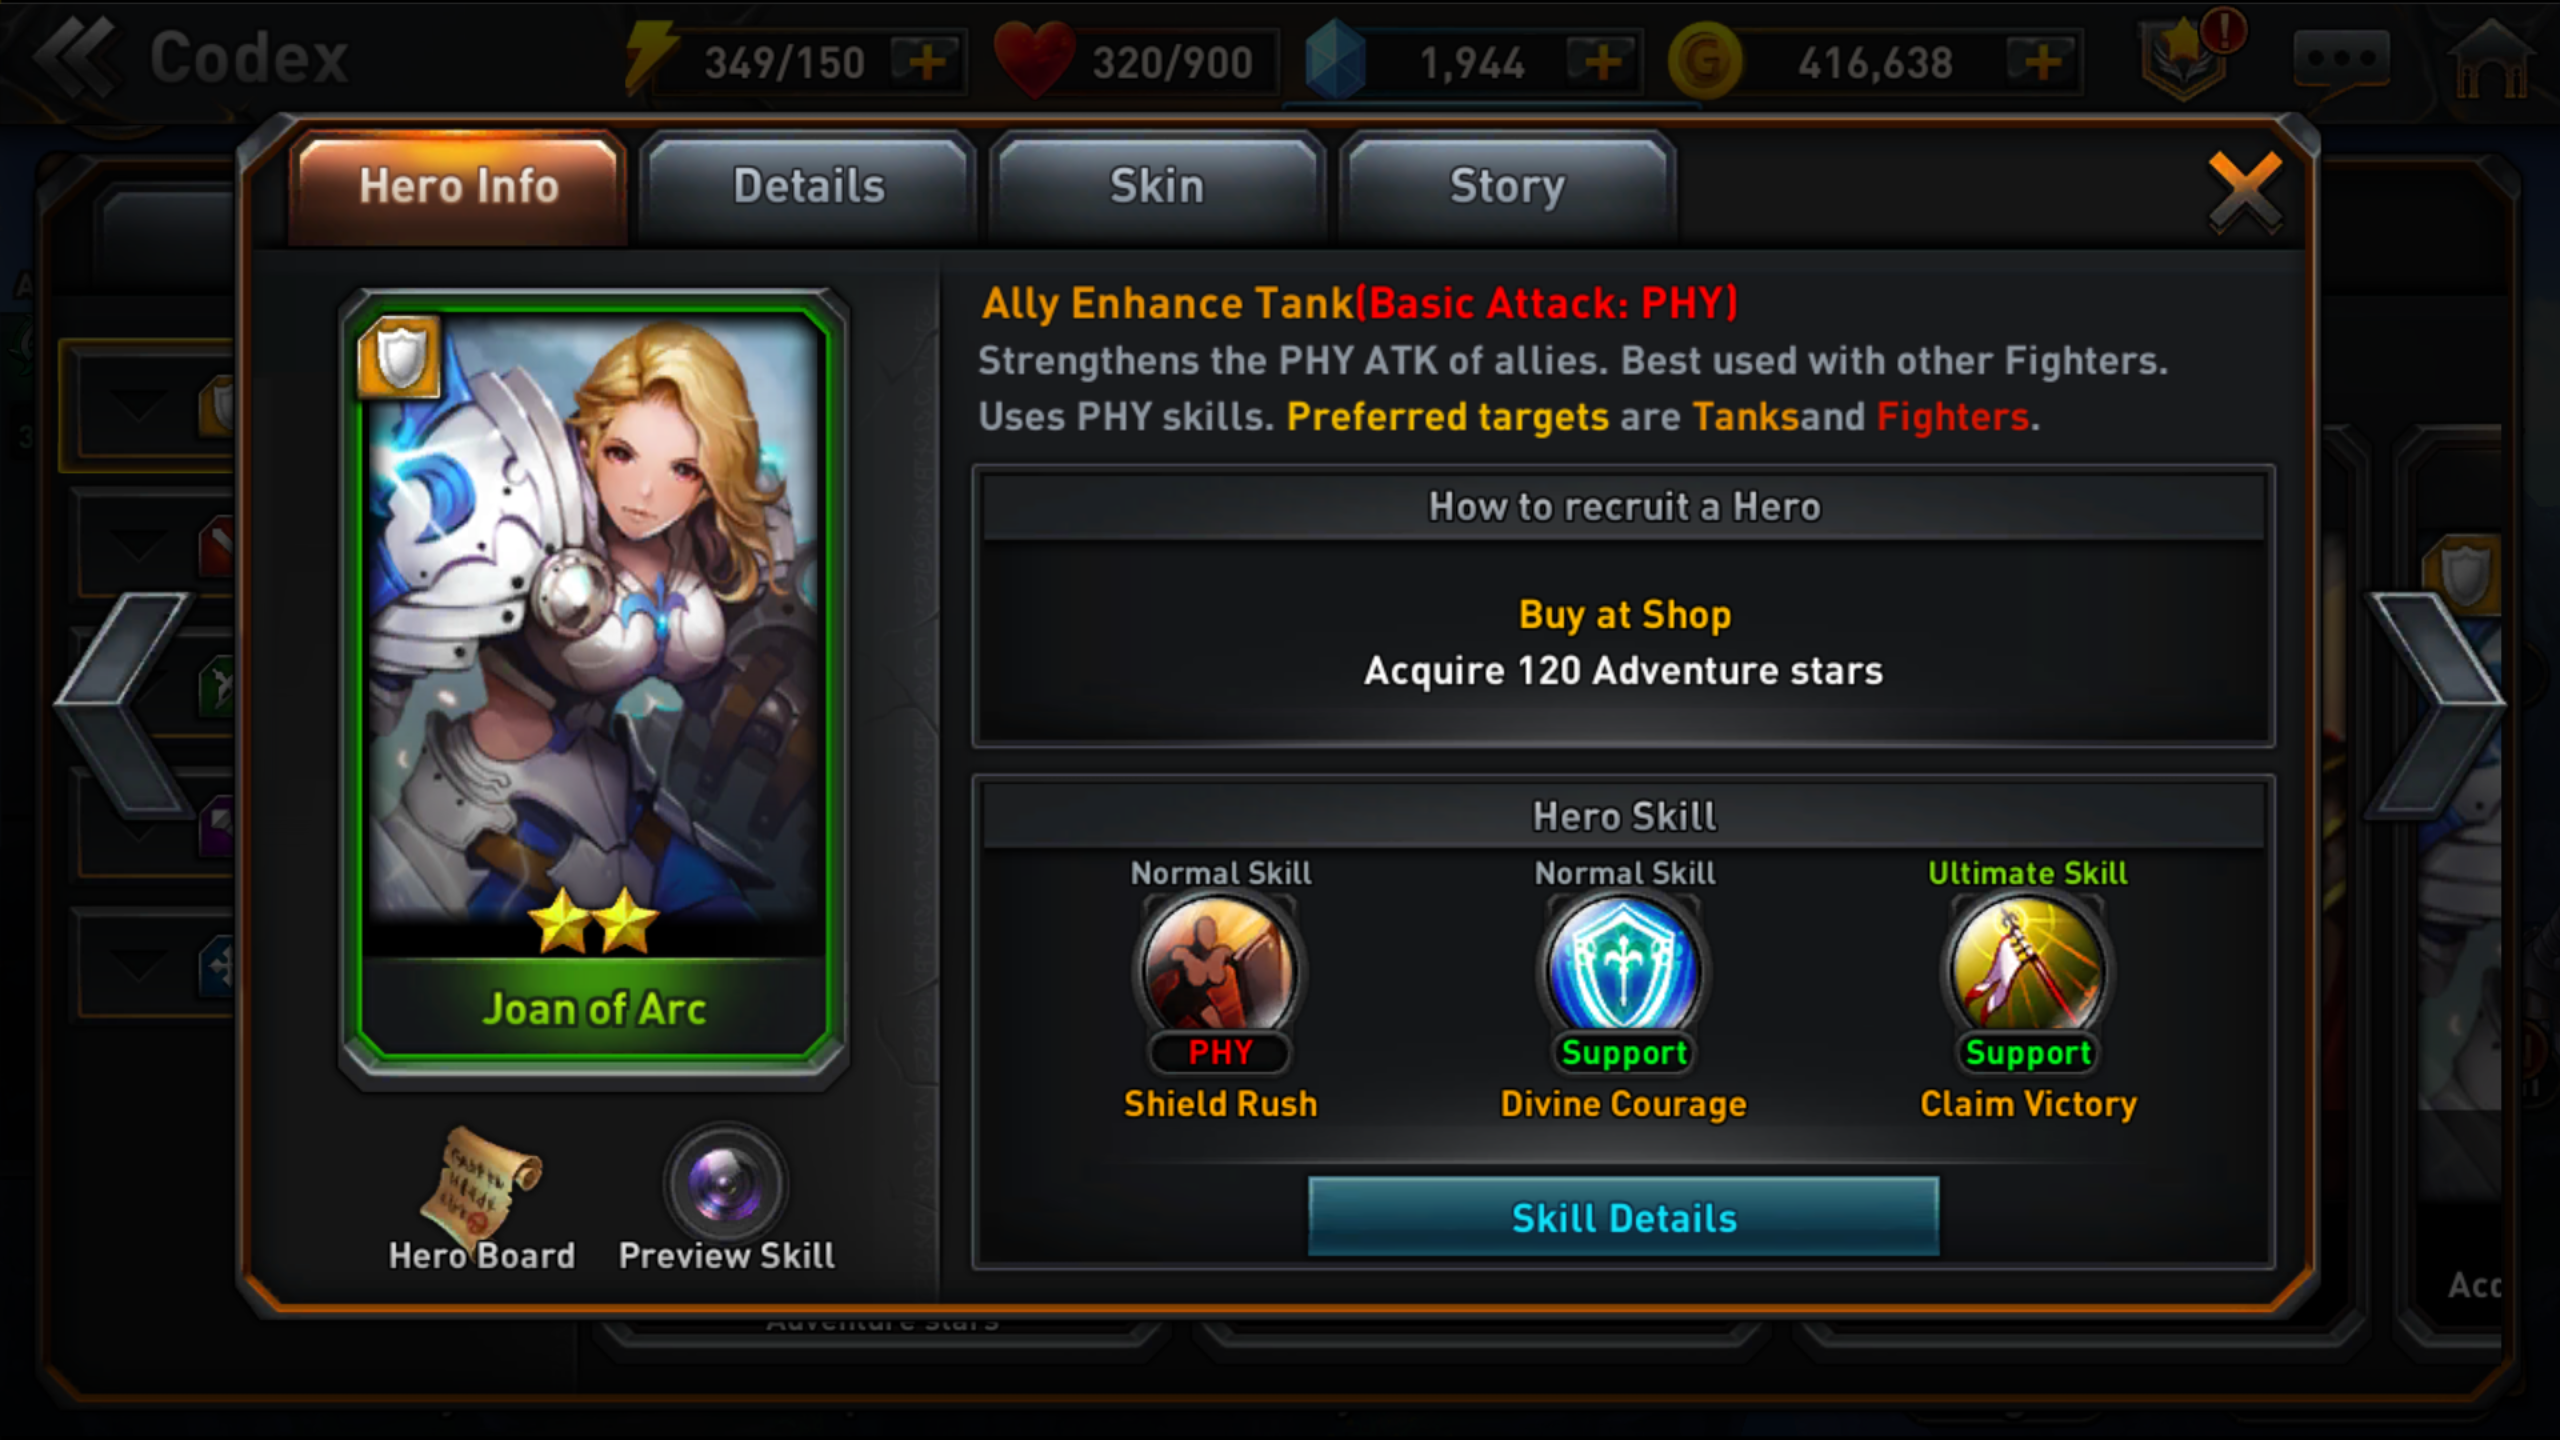 Codex
349/150
320/900
1,944
416,638
Hero Info
Details
Skin
Story
Ally Enhance Tank(Basic Attack: PHY)
Strengthens the PHY ATK of allies. Best used with other Fighters.
Uses PHY skills. Preferred targets are Tanksand Fighters.
How to recruit a Hero
Buy at Shop
Acquire 120 Adventure stars
Joan of Arc
Hero Skill
Normal Skill
Normal Skill
Ultimate Skill
PHY
Support
Support
Shield Rush
Divine Courage
Claim Victory
Skill Details
Hero Board
Preview Skill
Adventure stars